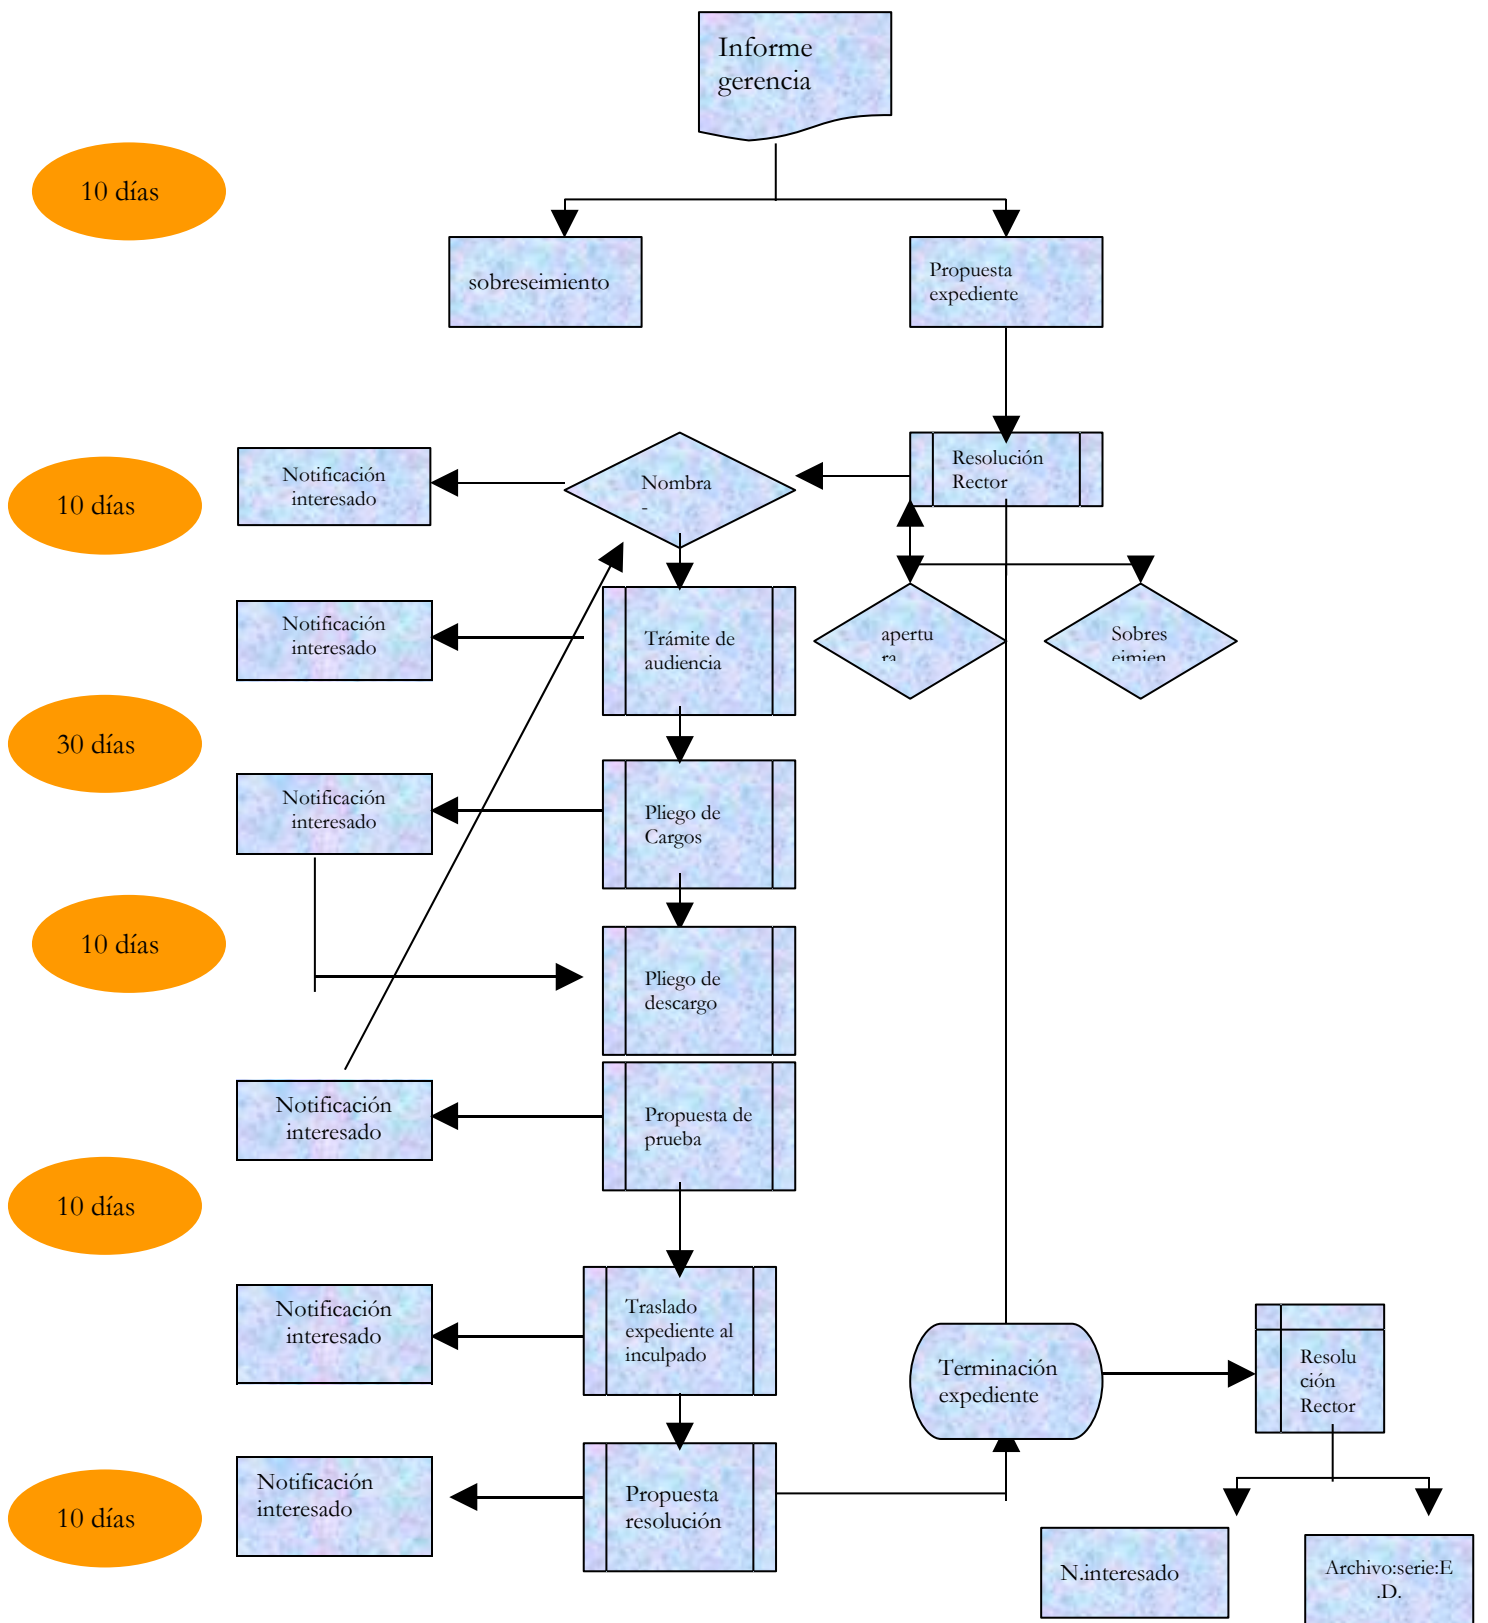 Informe
gerencia
10 días
sobreseimiento
Propuesta
expediente
Notificación
interesado
Nombra
-
Resolución
Rector
10 días
Notificación
interesado
Trámite de
audiencia
apertu
ra
Sobres
eimien
30 días
Notificación
interesado
Pliego de
Cargos
10 días
Pliego de
descargo
Notificación
interesado
Propuesta de
prueba
10 días
Notificación
interesado
Traslado
expediente al
inculpado
Terminación
expediente
Resolu
ción
Rector
10 días
Notificación
interesado
Propuesta
resolución
N.interesado
Archivo:serie:E
.D.